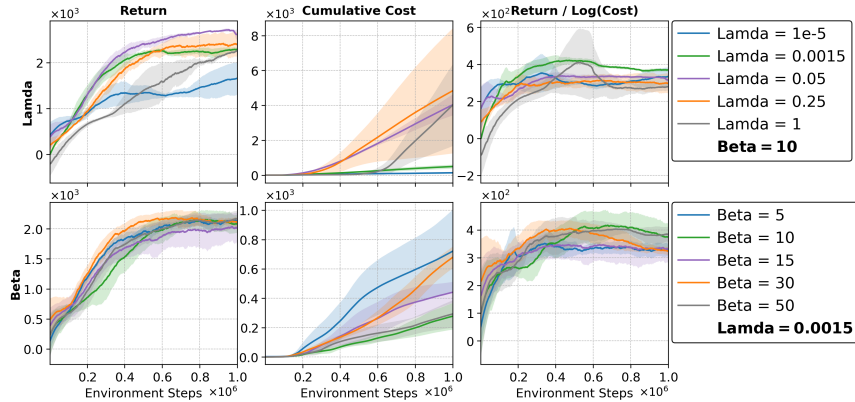 Return
Cumulative Cost
Return / Log(Cost)
×10³
×10³
×10²
Lamda
2
1
0
8
6
4
2
0
6
4
2
0
−2
Lamda = 1e-5
Lamda = 0.0015
Lamda = 0.05
Lamda = 0.25
Lamda = 1
Beta = 10
×10³
×10³
×10²
Beta
2.0
1.5
1.0
0.5
0.0
1.0
0.8
0.6
0.4
0.2
0.0
4
3
2
1
0
Beta = 5
Beta = 10
Beta = 15
Beta = 30
Beta = 50
Lamda = 0.0015
0.2 0.4 0.6 0.8 1.0
0.2 0.4 0.6 0.8 1.0
0.2 0.4 0.6 0.8 1.0
Environment Steps ×10⁶
Environment Steps ×10⁶
Environment Steps ×10⁶